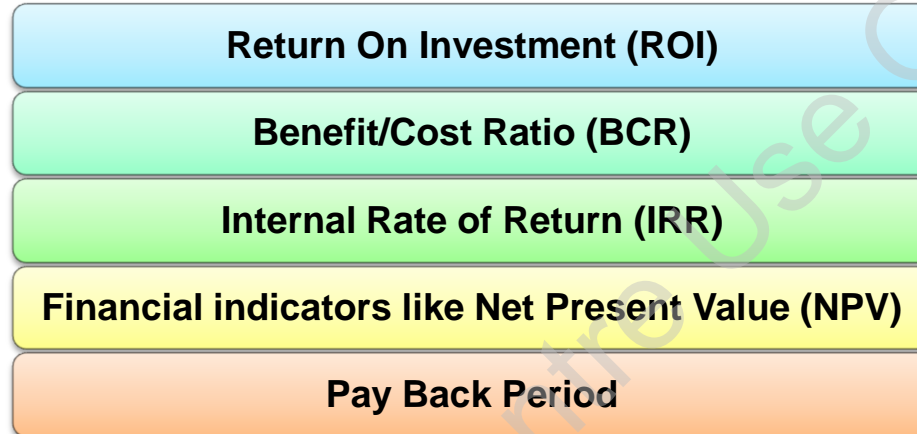 Return On Investment (ROI)
Benefit/Cost Ratio (BCR)
Internal Rate of Return (IRR)
Financial indicators like Net Present Value (NPV)
Pay Back Period
Use